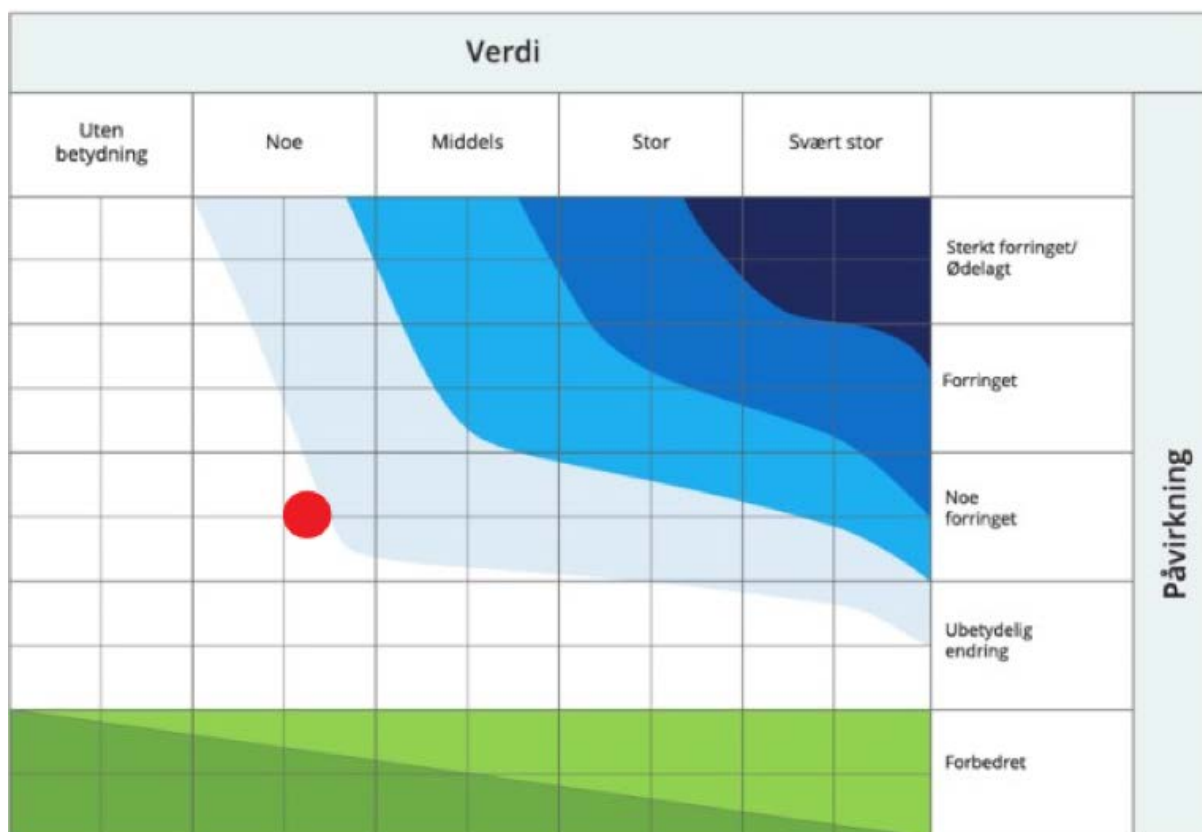 Verdi
Uten
betydning
Noe
Middels
Stor
Svært stor
Sterkt forringet/
Ødelagt
Forringet
Noe
forringet
Ubetydelig
endring
Forbedret
Påvirkning